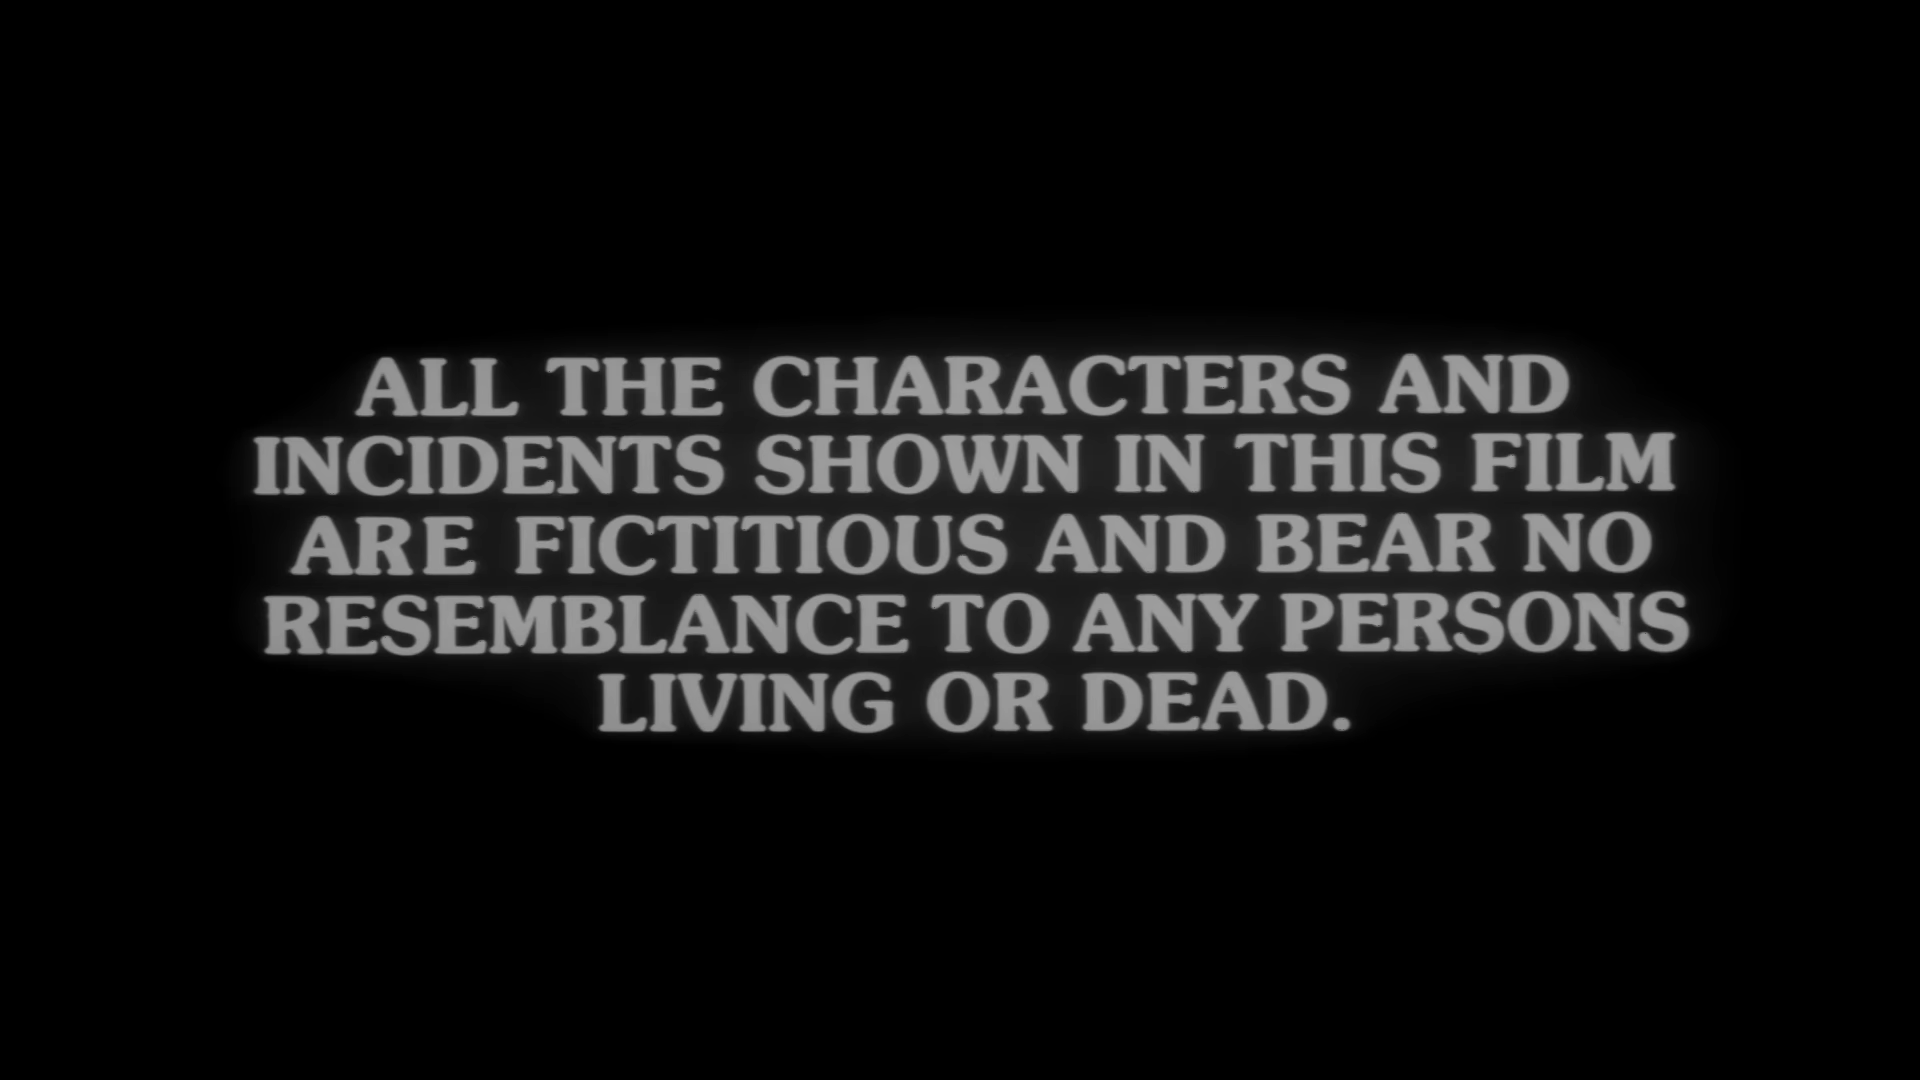 ALL THE CHARACTERS AND
INCIDENTS SHOWN IN THIS FILM
ARE FICTITIOUS AND BEAR NO
RESEMBLANCE TO ANY PERSONS
LIVING OR DEAD.